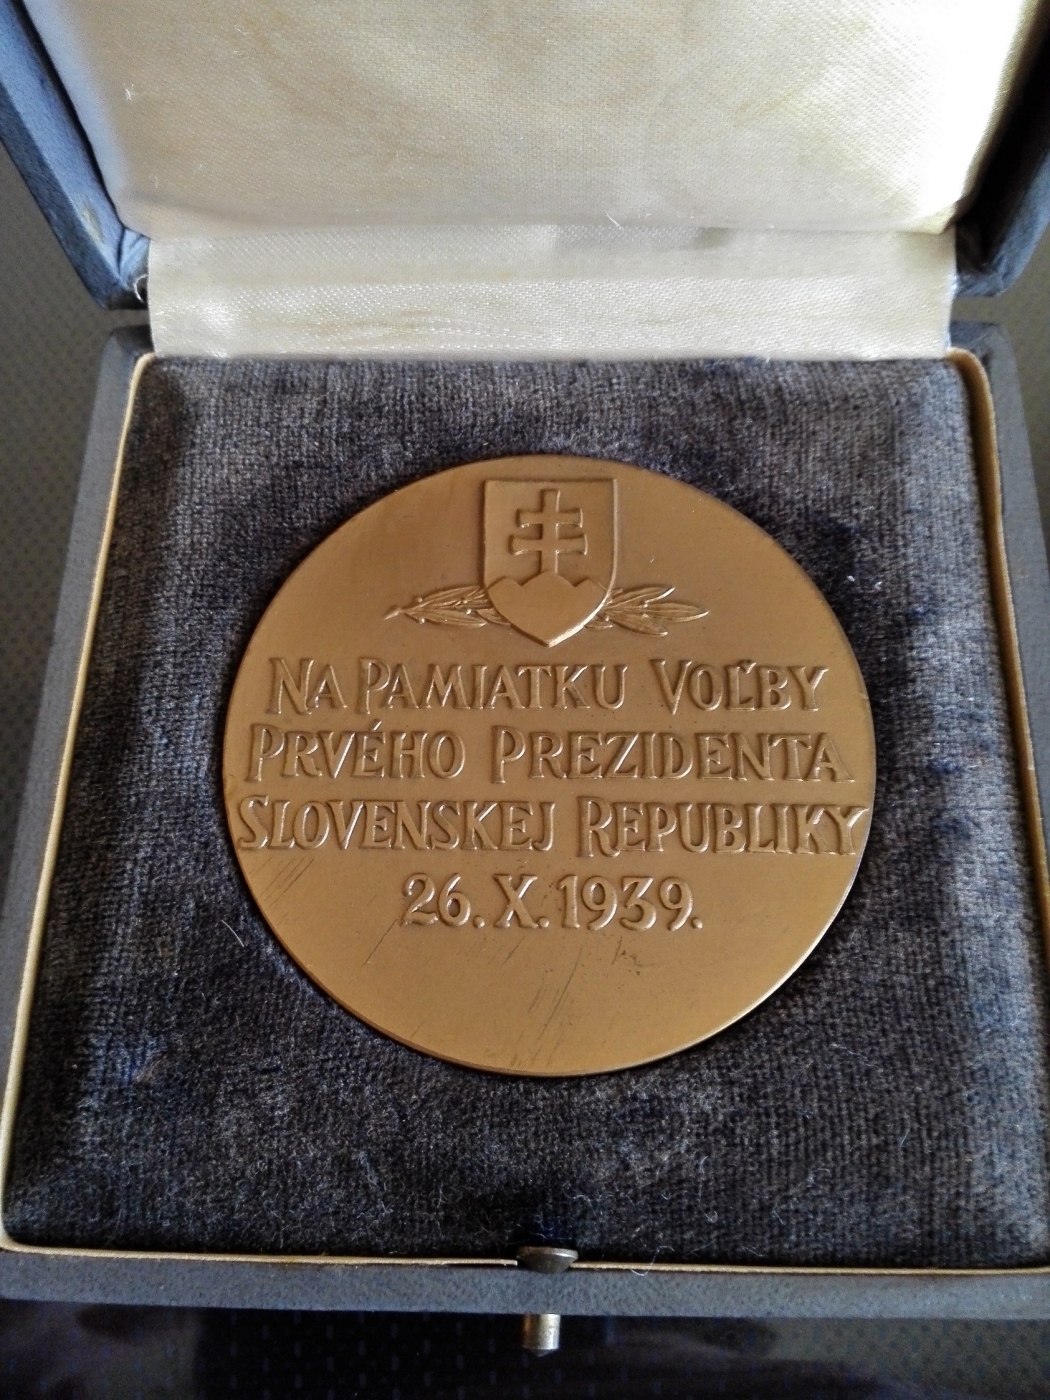 NA PAMIATKU VOĽBY
PRVÉHO PREZIDENTA
SLOVENSKEJ REPUBLIKY
26. X. 1939.